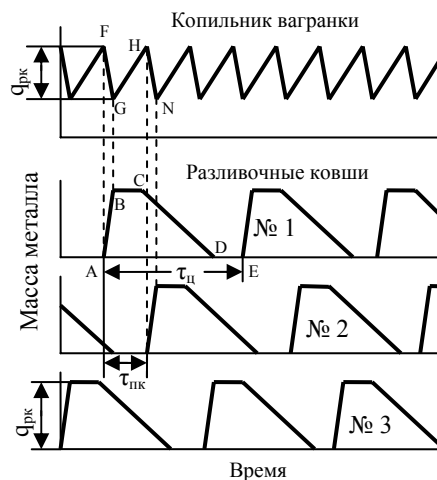 Копильник вагранки
F
H
qрк
G
N
Разливочные ковши
Масса металла
B
C
№ 1
D
A
E
τц
№ 2
τпк
qрк
№ 3
Время